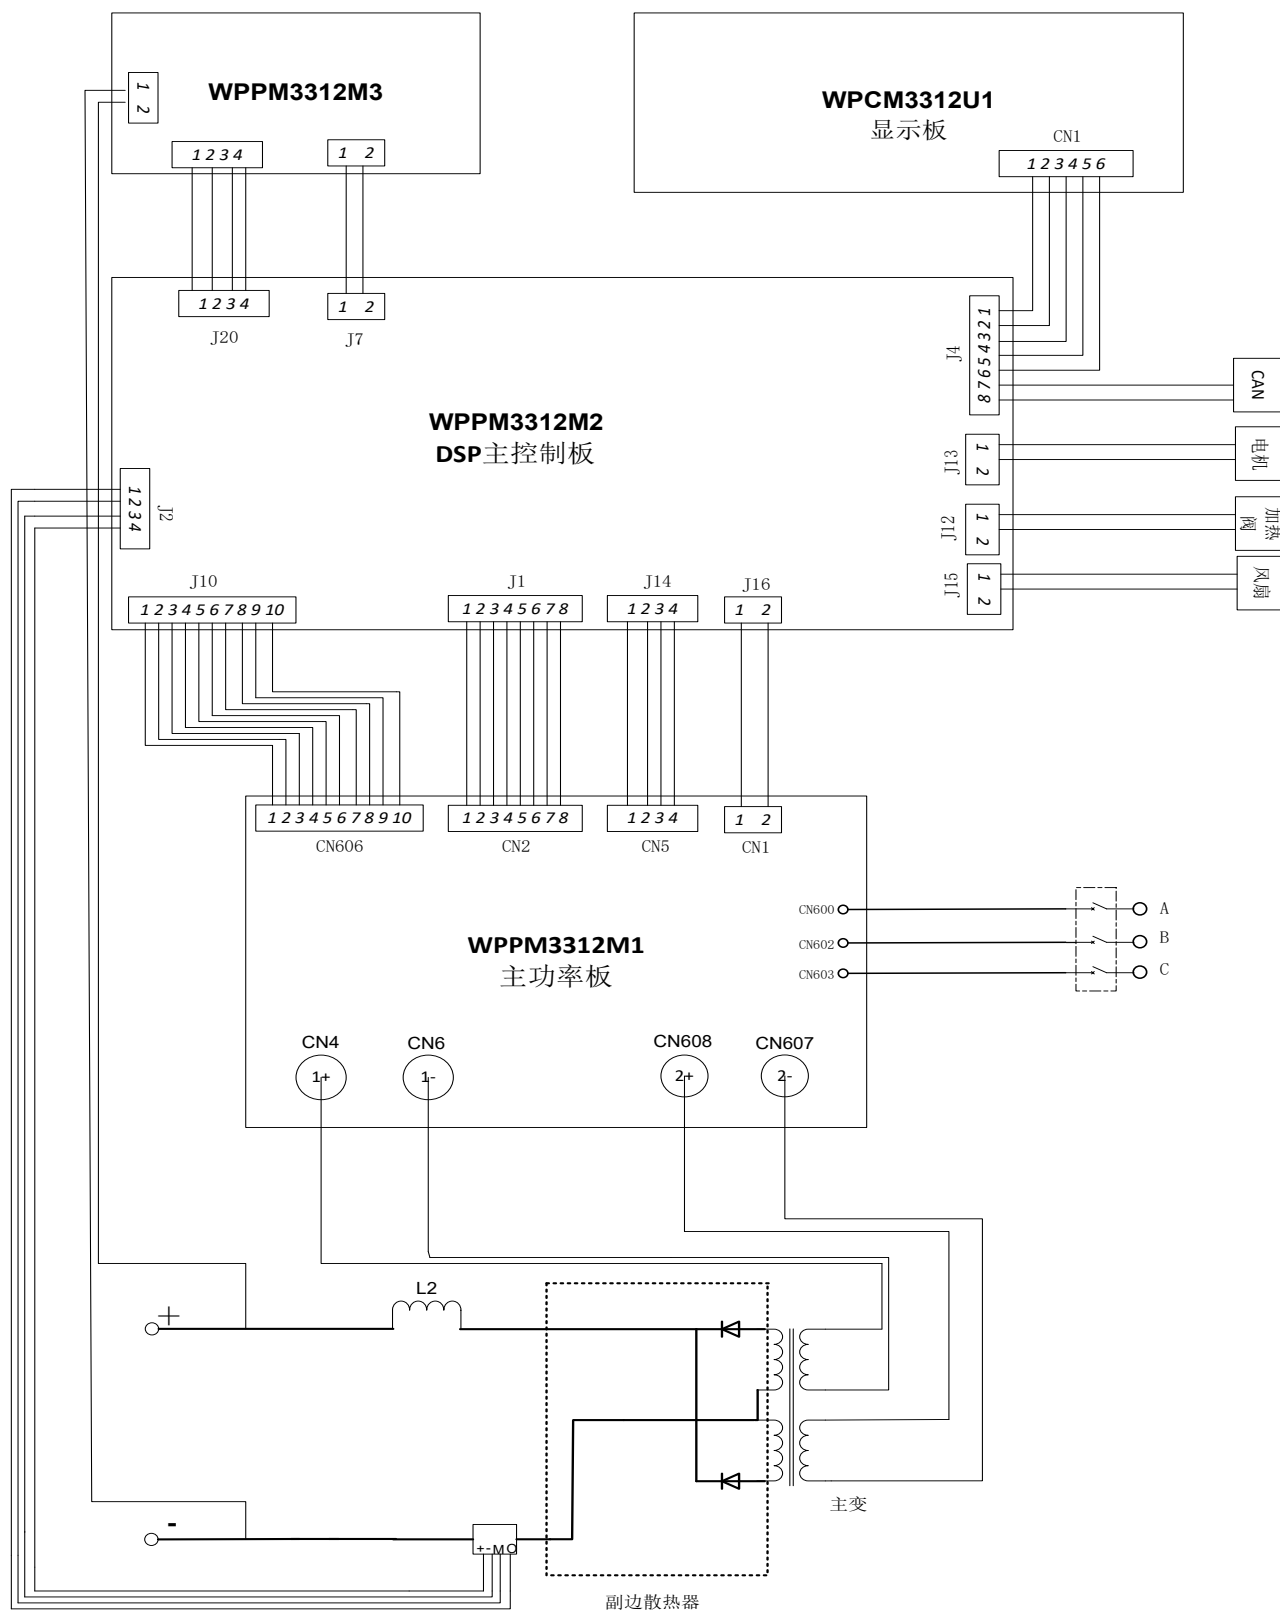 WPPM3312M3
1 2
1 2 3 4
1 2
WPCM3312U1
显示板
CN1
1 2 3 4 5 6
1 2 3 4
J20
1 2
J7
J4
1 2 3 4 5 6 7 8
CAN
WPPM3312M2
DSP主控制板
J13
1 2
电机
J2
1 2 3 4
J12
1 2
加热
阀
J15
1 2
风扇
J10
1 2 3 4 5 6 7 8 9 10
J1
1 2 3 4 5 6 7 8
J14
1 2 3 4
J16
1 2
1 2 3 4 5 6 7 8 9 10
CN606
1 2 3 4 5 6 7 8
CN2
1 2 3 4
CN5
1 2
CN1
CN600
A
CN602
B
CN603
C
WPPM3312M1
主功率板
CN4
1+
CN6
1-
CN608
2+
CN607
2-
L2
+
主变
-
+-MO
副边散热器